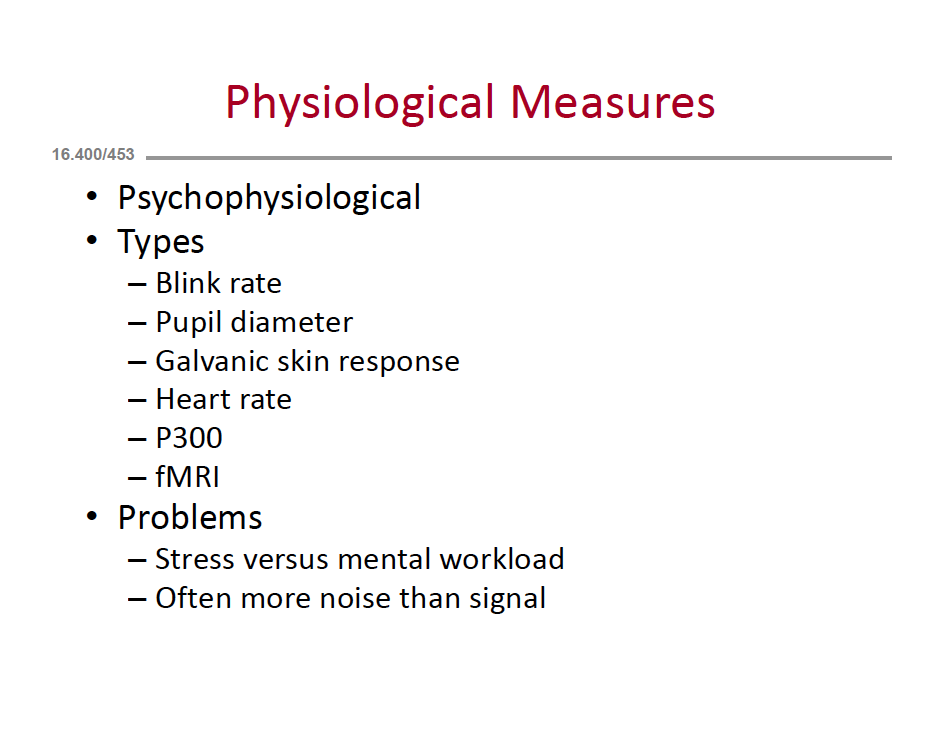 Physiological Measures
16.400/453
• Psychophysiological
• Types
– Blink rate
– Pupil diameter
– Galvanic skin response
– Heart rate
– P300
– fMRI
• Problems
– Stress versus mental workload
– Often more noise than signal